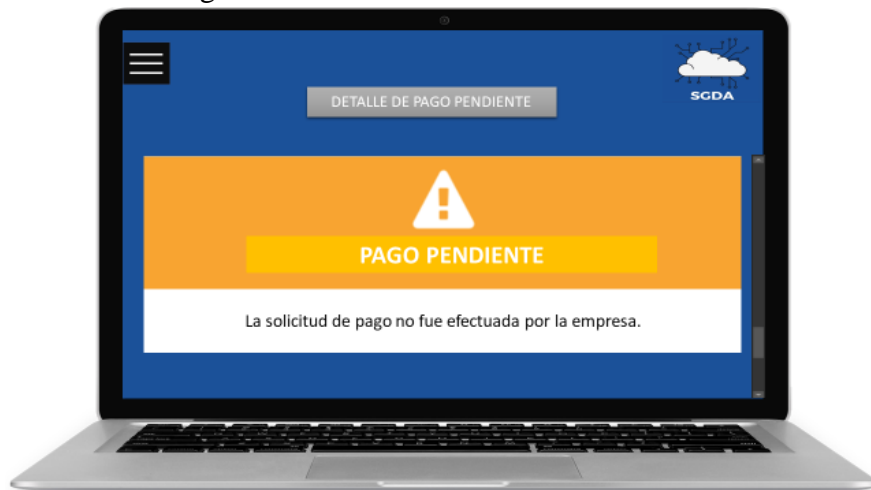 SGDA
DETALLE DE PAGO PENDIENTE
PAGO PENDIENTE
La solicitud de pago no fue efectuada por la empresa.